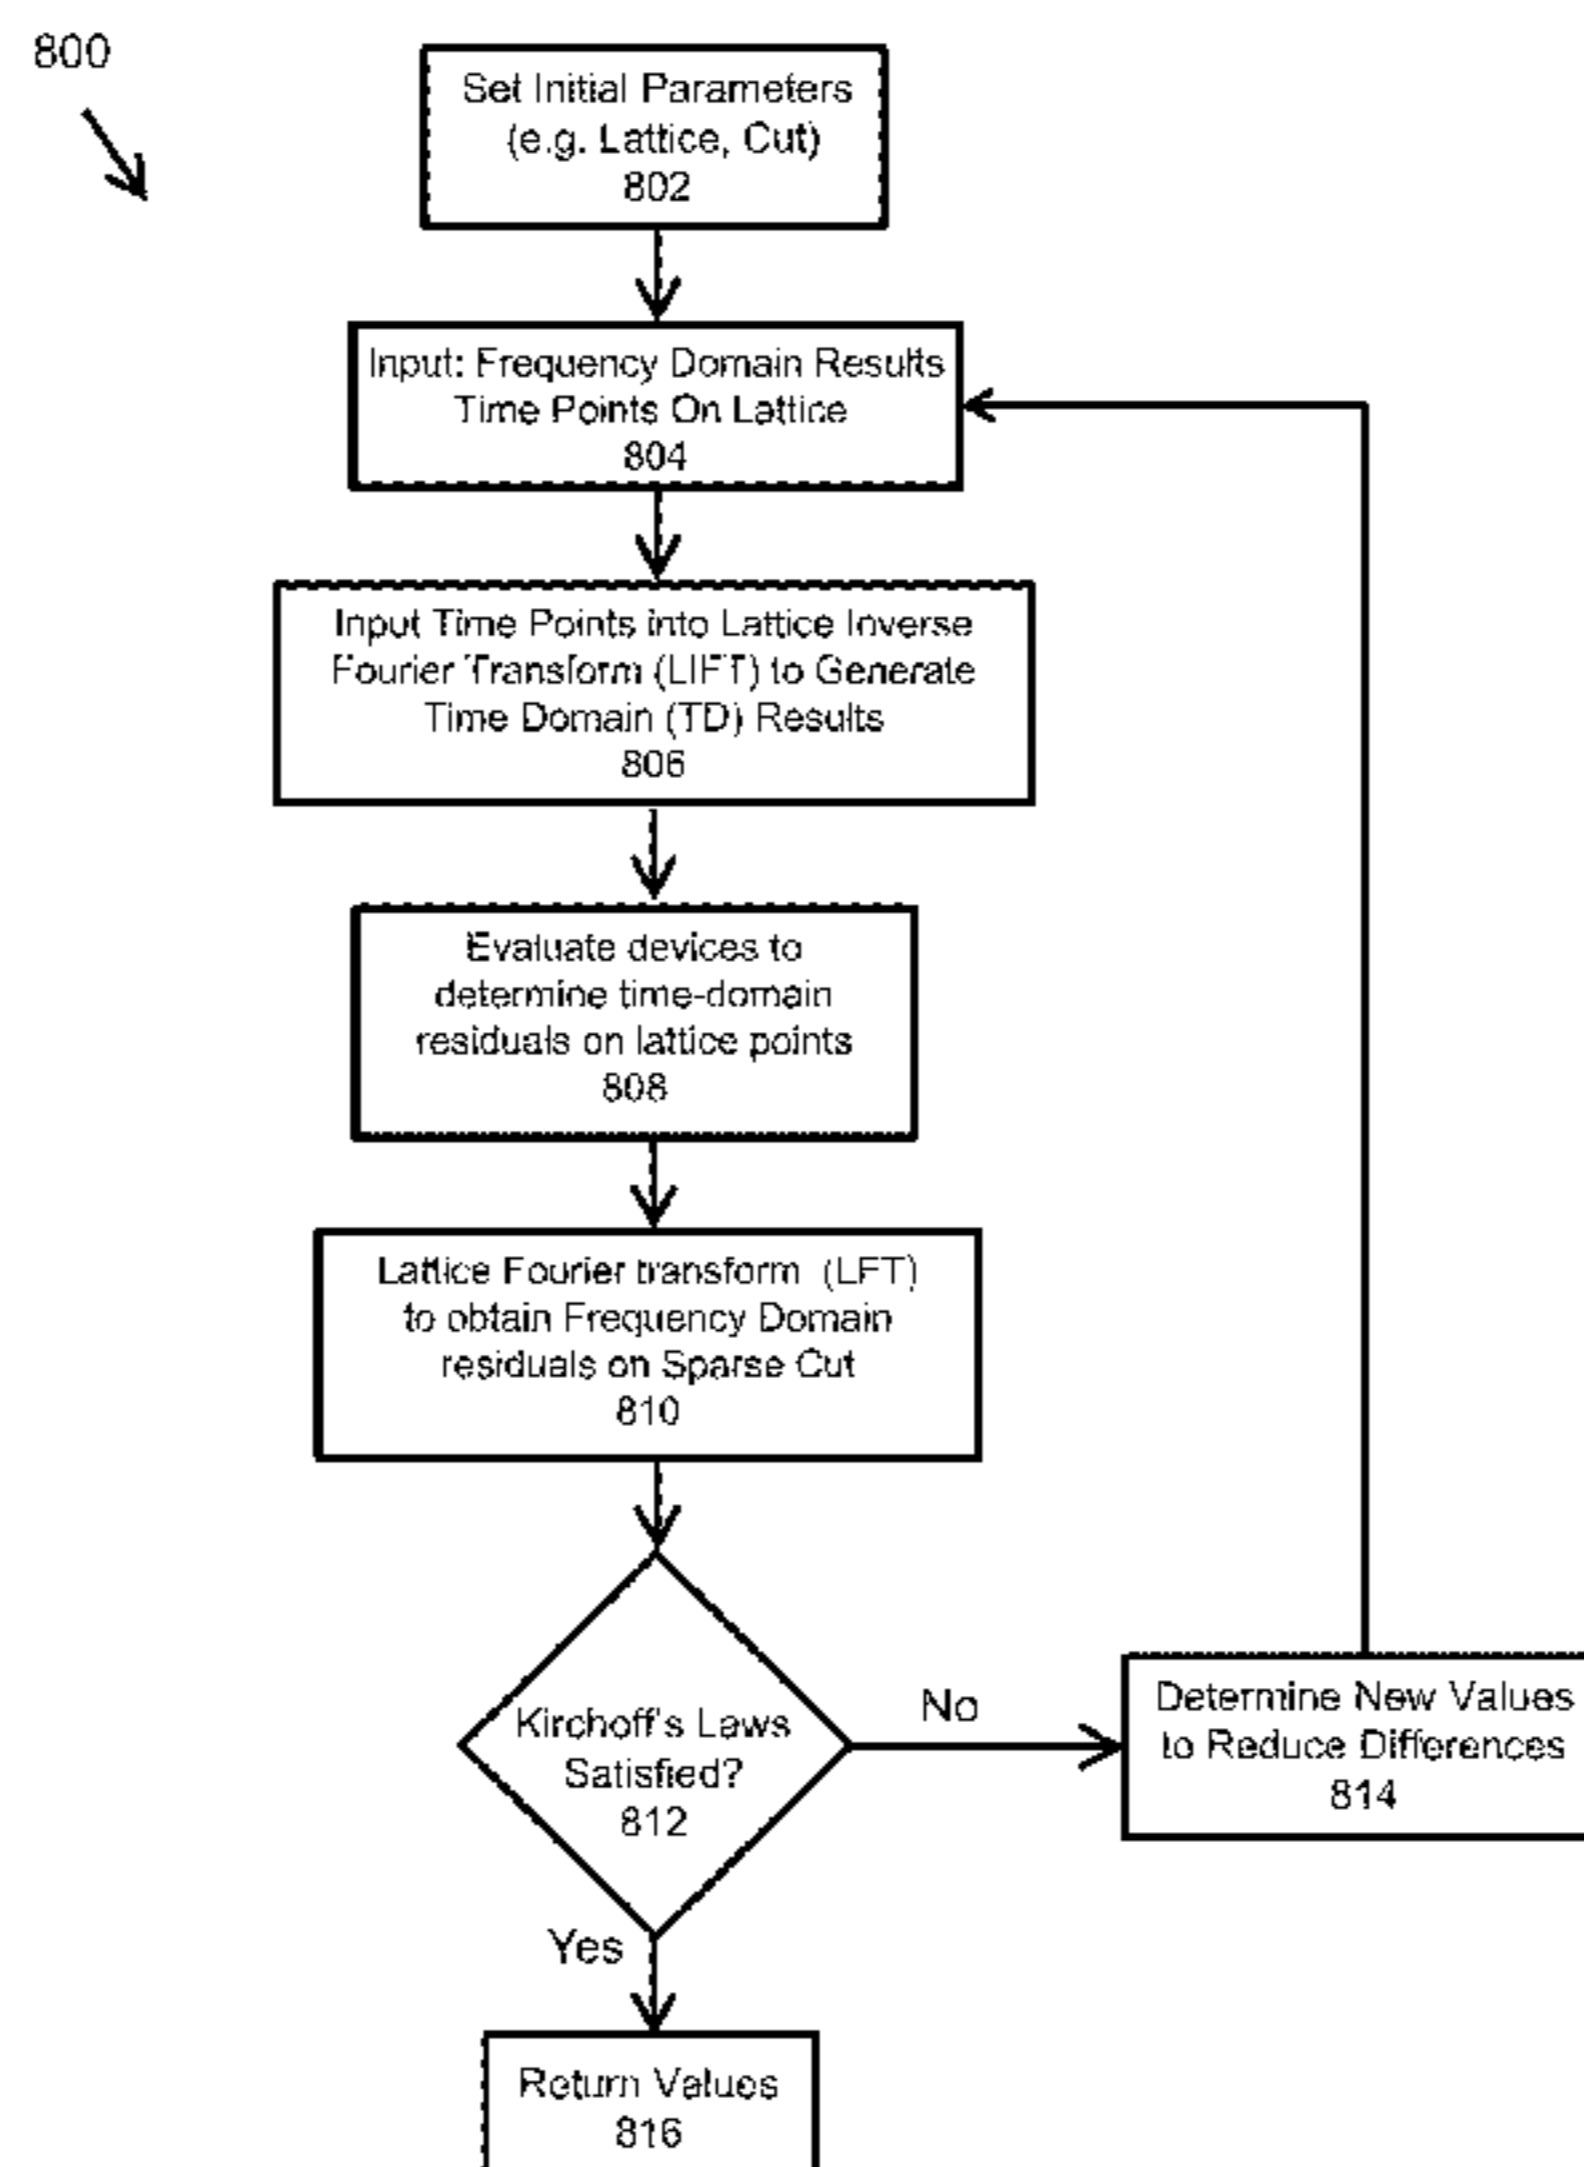 800
Set Initial Parameters
(e.g. Lattice, Cut)
802
Input: Frequency Domain Results
Time Points On Lattice
804
Input Time Points into Lattice Inverse
Fourier Transform (LIFT) to Generate
Time Domain (TD) Results
806
Evaluate devices to
determine time-domain
residuals on lattice points
808
Lattice Fourier transform (LFT)
to obtain Frequency Domain
residuals on Sparse Cut
810
Kirchoff's Laws
Satisfied?
812
No
Determine New Values
to Reduce Differences
814
Yes
Return Values
816